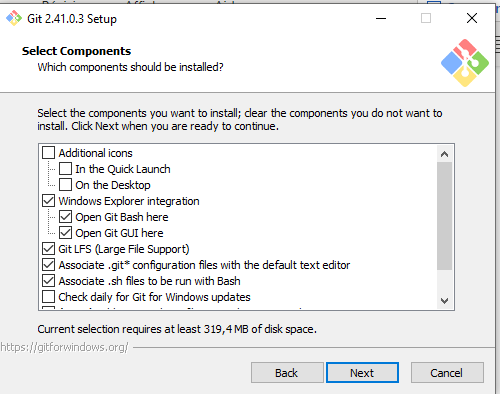 Git 2.41.0.3 Setup
Select Components
Which components should be installed?
Select the components you want to install; clear the components you do not want to
install. Click Next when you are ready to continue.
Additional icons
In the Quick Launch
On the Desktop
Windows Explorer integration
Open Git Bash here
Open Git GUI here
Git LFS (Large File Support)
Associate .git* configuration files with the default text editor
Associate .sh files to be run with Bash
Check daily for Git for Windows updates
Current selection requires at least 319,4 MB of disk space.
https://gitforwindows.org/
Back
Next
Cancel